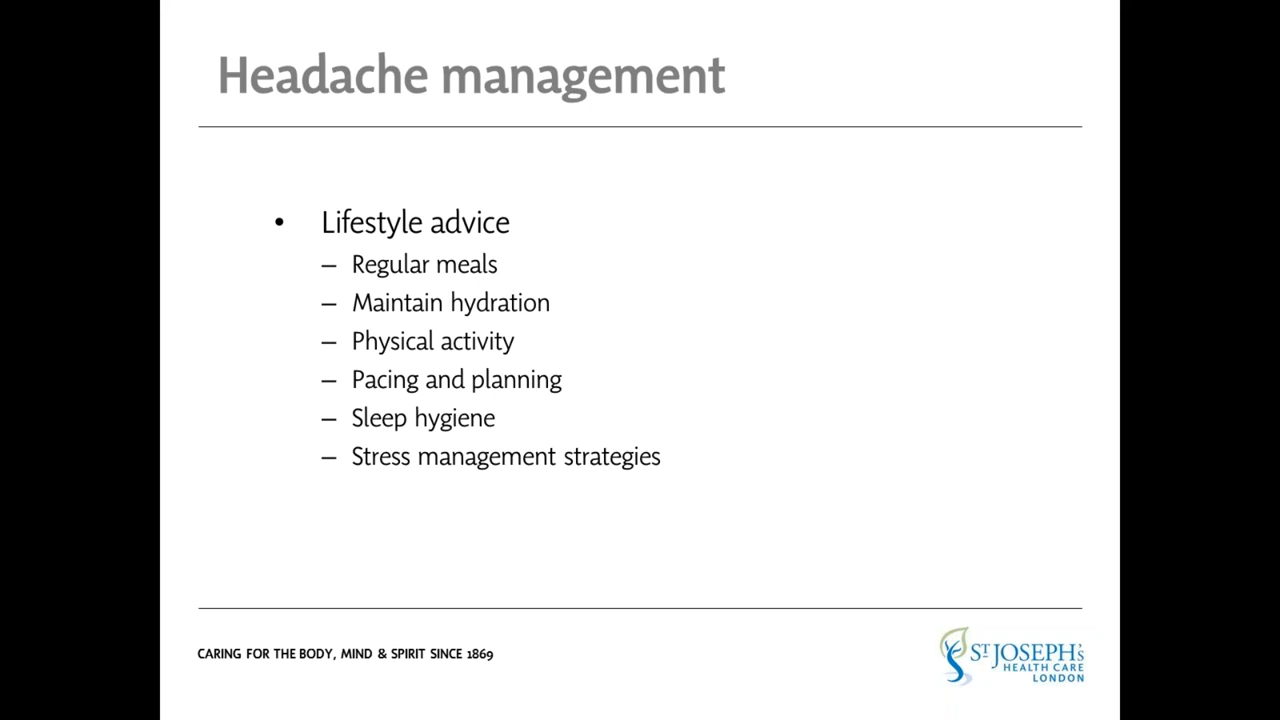 Headache management
• Lifestyle advice
– Regular meals
– Maintain hydration
– Physical activity
– Pacing and planning
– Sleep hygiene
– Stress management strategies
CARING FOR THE BODY, MIND & SPIRIT SINCE 1869
ST JOSEPH'S
HEALTH CARE
LONDON